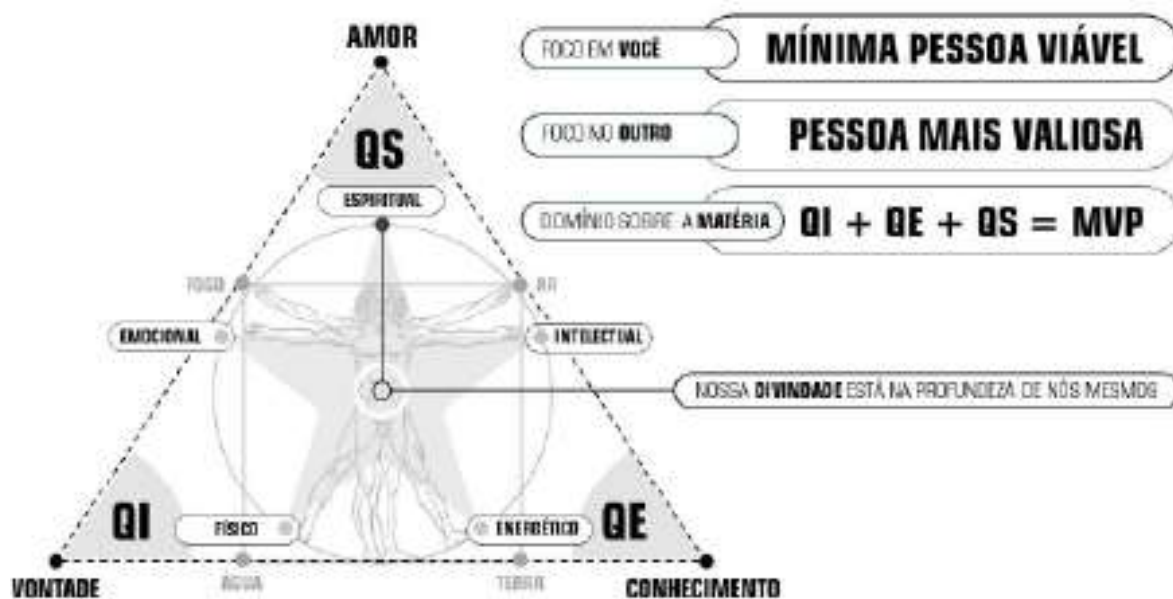 AMOR
FOCO EM VOCÊ
MÍNIMA PESSOA VIÁVEL
QS
FOCO NO OUTRO
PESSOA MAIS VALIOSA
ESPIRITUAL
DOMÍNIO SOBRE A MATÉRIA
QI + QE + QS = MVP
FOGO
AR
EMOCIONAL
INTELECTUAL
NOSSA DIVINDADE ESTÁ NA PROFUNDEZA DE NÓS MESMOS
QI
FÍSICO
ENERGÉTICO
QE
VONTADE
ÁGUA
TERRA
CONHECIMENTO